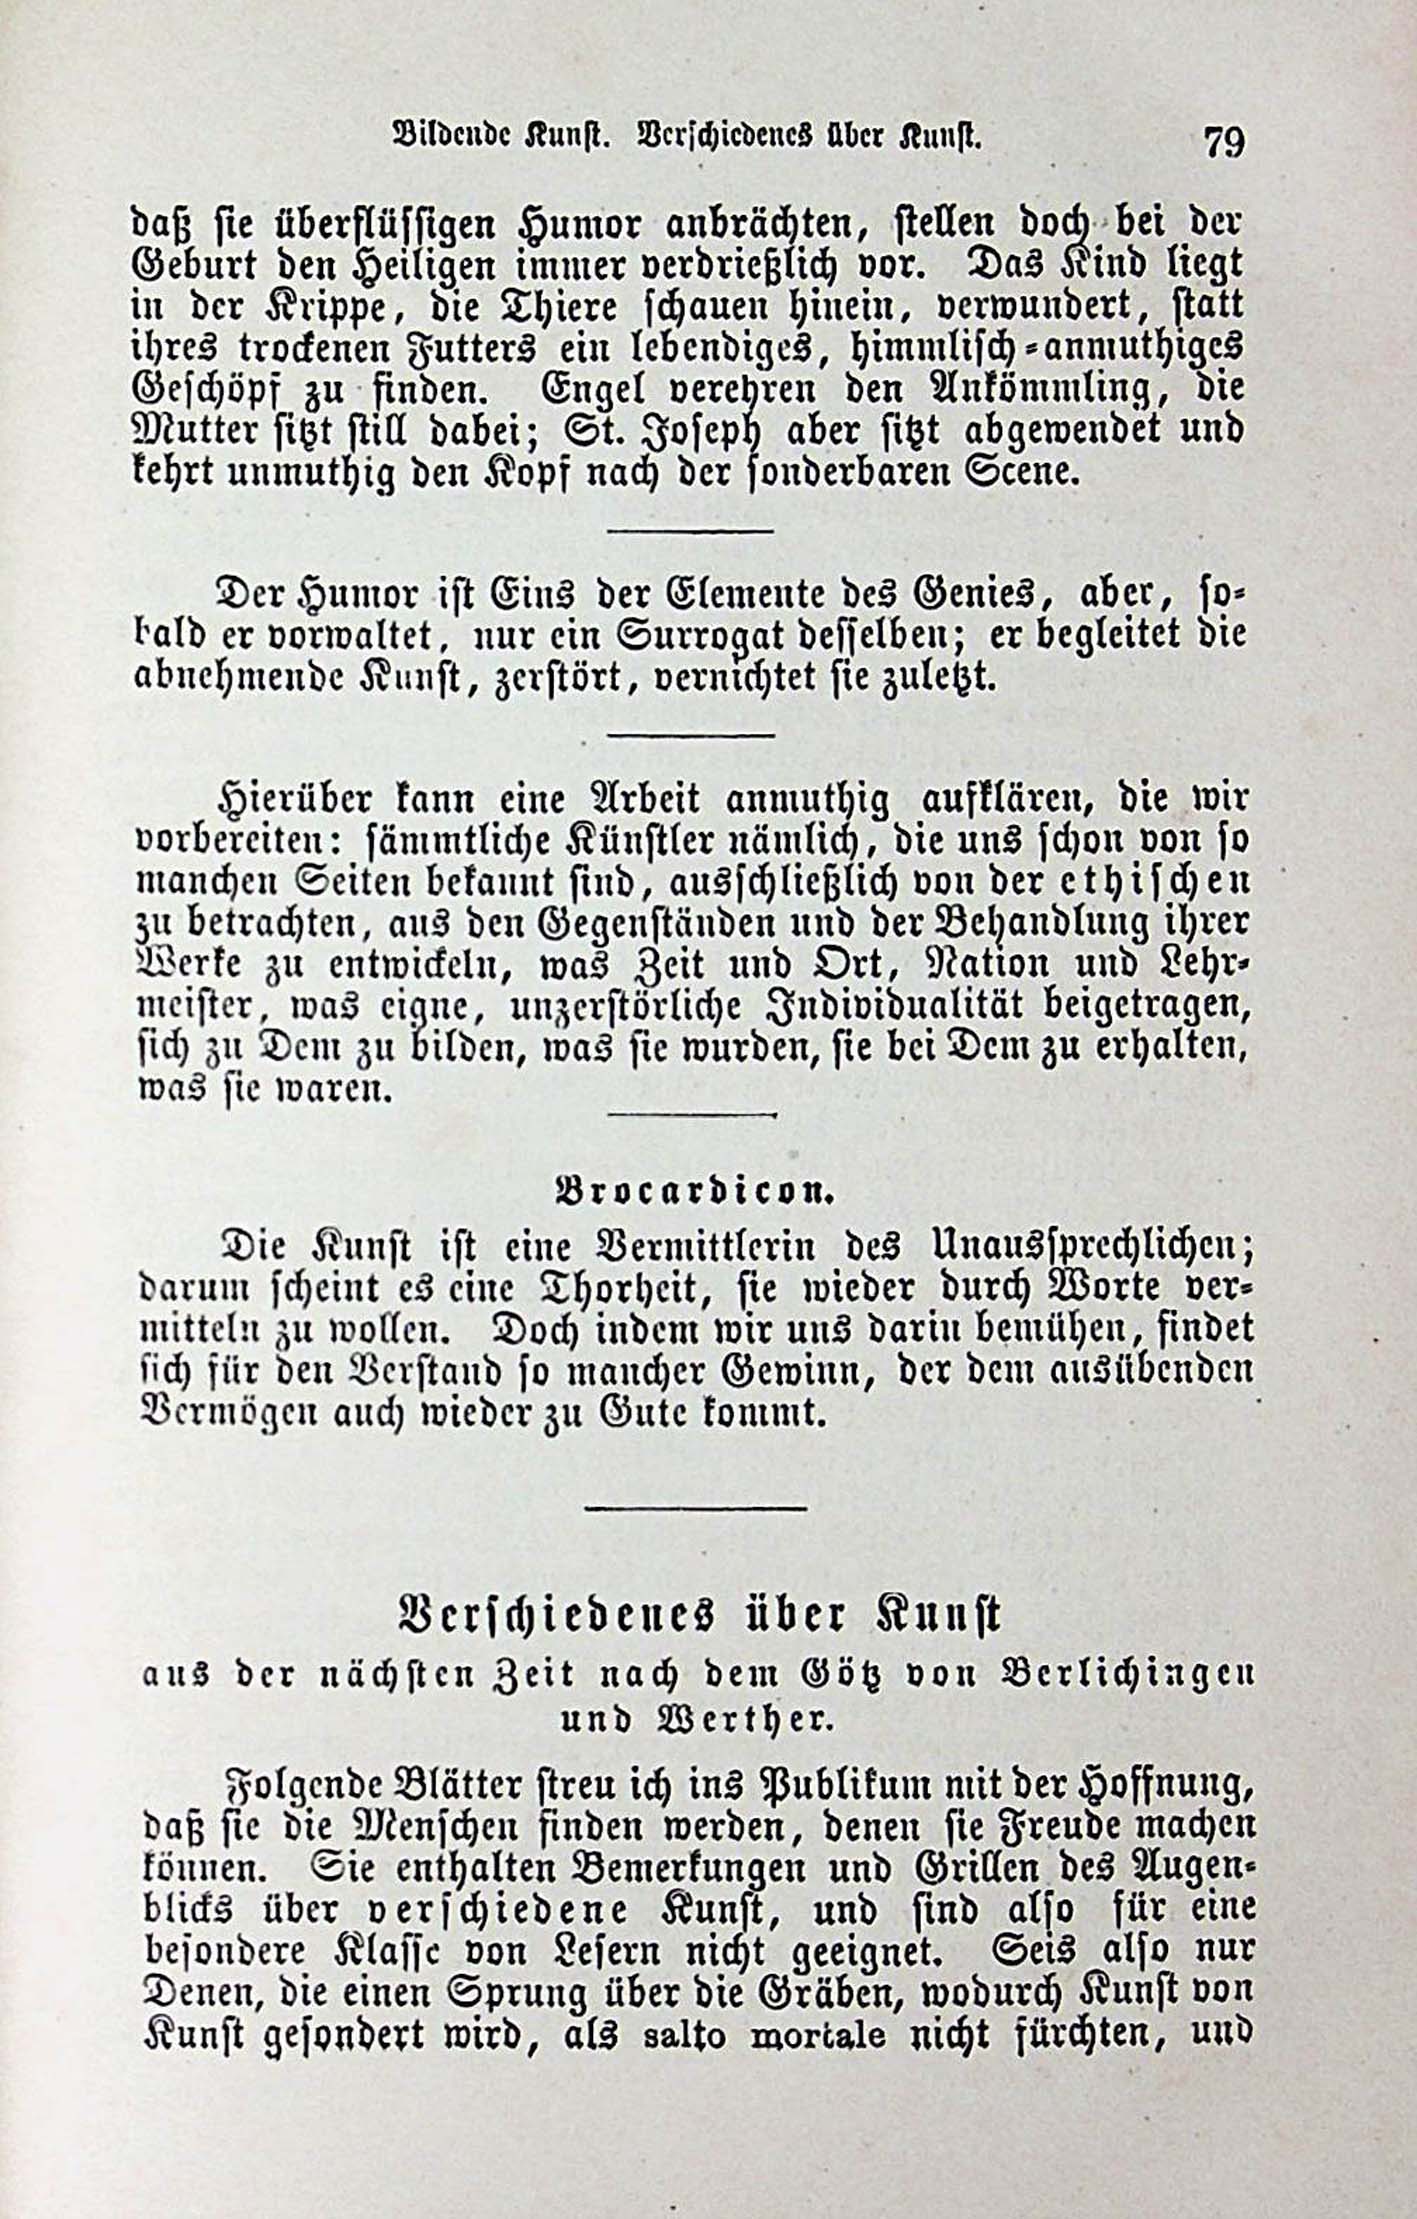 Bildende Kunst. Verschiedenes über Kunst. 79
daß sie überflüssigen Humor anbrächten, stellen doch bei der
Geburt den Heiligen immer verdrießlich vor. Das Kind liegt
in der Krippe, die Thiere schauen hinein, verwundert, statt
ihres trockenen Futters ein lebendiges, himmlisch-anmuthiges
Geschöpf zu finden. Engel verehren den Ankömmling, die
Mutter sitzt still dabei; St. Joseph aber sitzt abgewendet und
kehrt unmuthig den Kopf nach der sonderbaren Scene.
Der Humor ist Eins der Elemente des Genies, aber, so-
bald er vorwaltet, nur ein Surrogat desselben; er begleitet die
abnehmende Kunst, zerstört, vernichtet sie zuletzt.
Hierüber kann eine Arbeit anmuthig aufklären, die wir
vorbereiten: sämmtliche Künstler nämlich, die uns schon von so
manchen Seiten bekannt sind, ausschließlich von der ethischen
zu betrachten, aus den Gegenständen und der Behandlung ihrer
Werke zu entwickeln, was Zeit und Ort, Nation und Lehr-
meister, was eigne, unzerstörliche Individualität beigetragen,
sich zu Dem zu bilden, was sie wurden, sie bei Dem zu erhalten,
was sie waren.
Brocardicon.
Die Kunst ist eine Vermittlerin des Unaussprechlichen;
darum scheint es eine Thorheit, sie wieder durch Worte ver-
mitteln zu wollen. Doch indem wir uns darin bemühen, findet
sich für den Verstand so mancher Gewinn, der dem ausübenden
Vermögen auch wieder zu Gute kommt.
Verschiedenes über Kunst
aus der nächsten Zeit nach dem Götz von Berlichingen
und Werther.
Folgende Blätter streu ich ins Publikum mit der Hoffnung,
daß sie die Menschen finden werden, denen sie Freude machen
können. Sie enthalten Bemerkungen und Grillen des Augen-
blicks über verschiedene Kunst, und sind also für eine
besondere Klasse von Lesern nicht geeignet. Seis also nur
Denen, die einen Sprung über die Gräben, wodurch Kunst von
Kunst gesondert wird, als salto mortale nicht fürchten, und